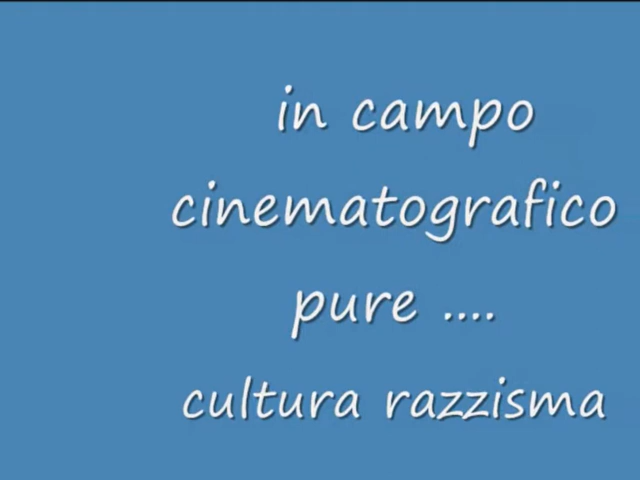 in campo
cinematografico
pure ....
cultura razzisma